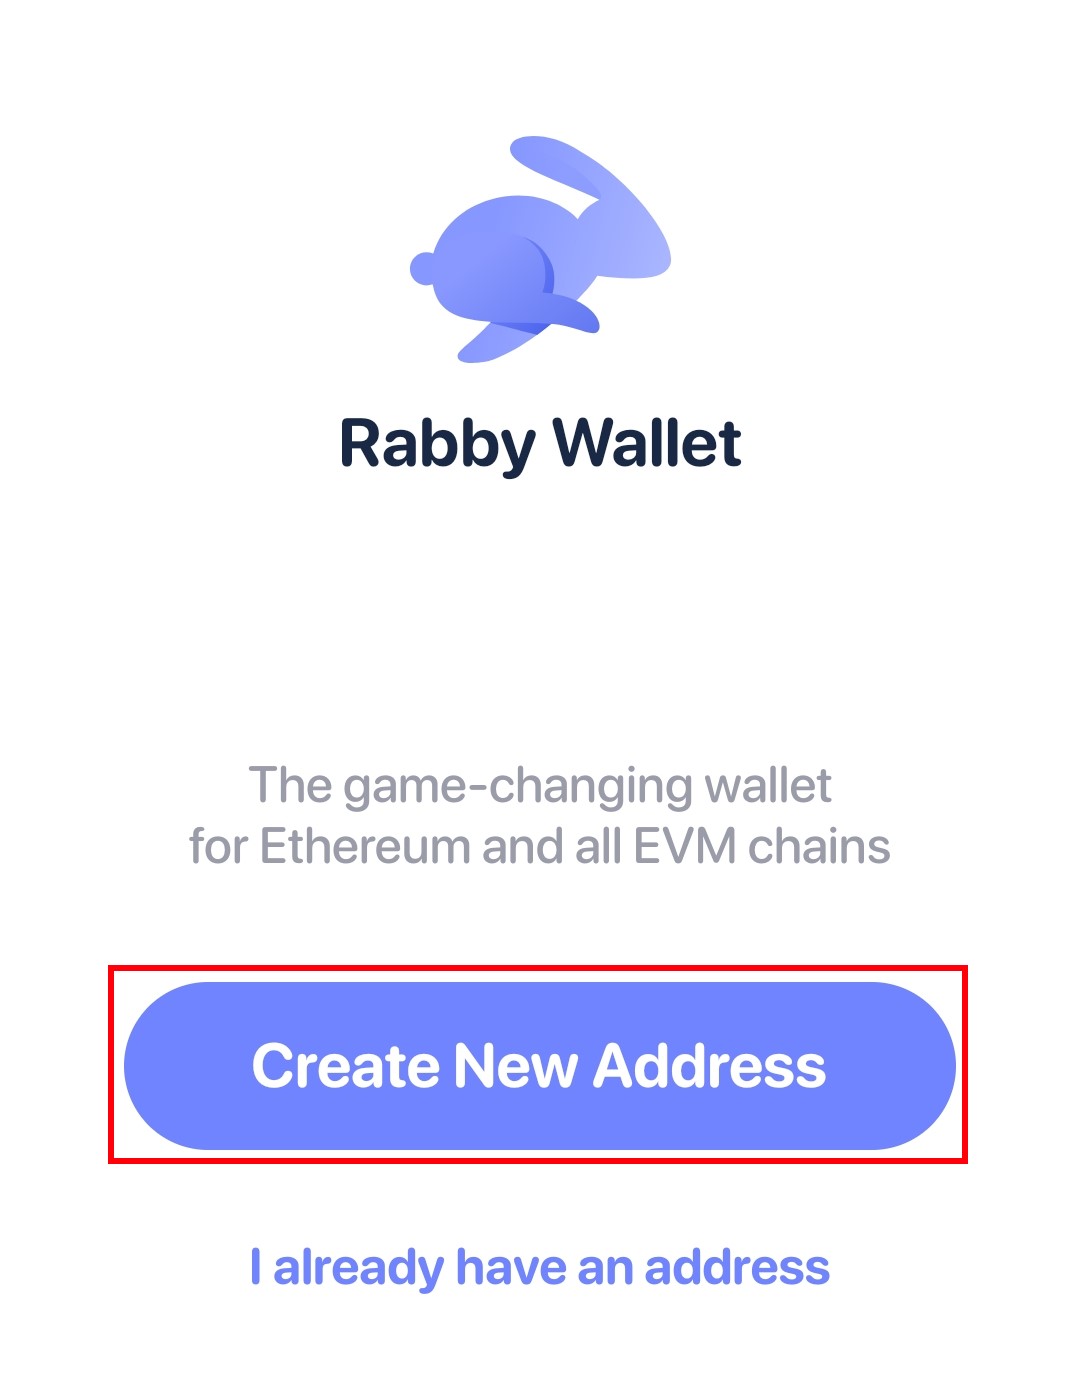 Rabby Wallet
The game-changing wallet
for Ethereum and all EVM chains
Create New Address
I already have an address